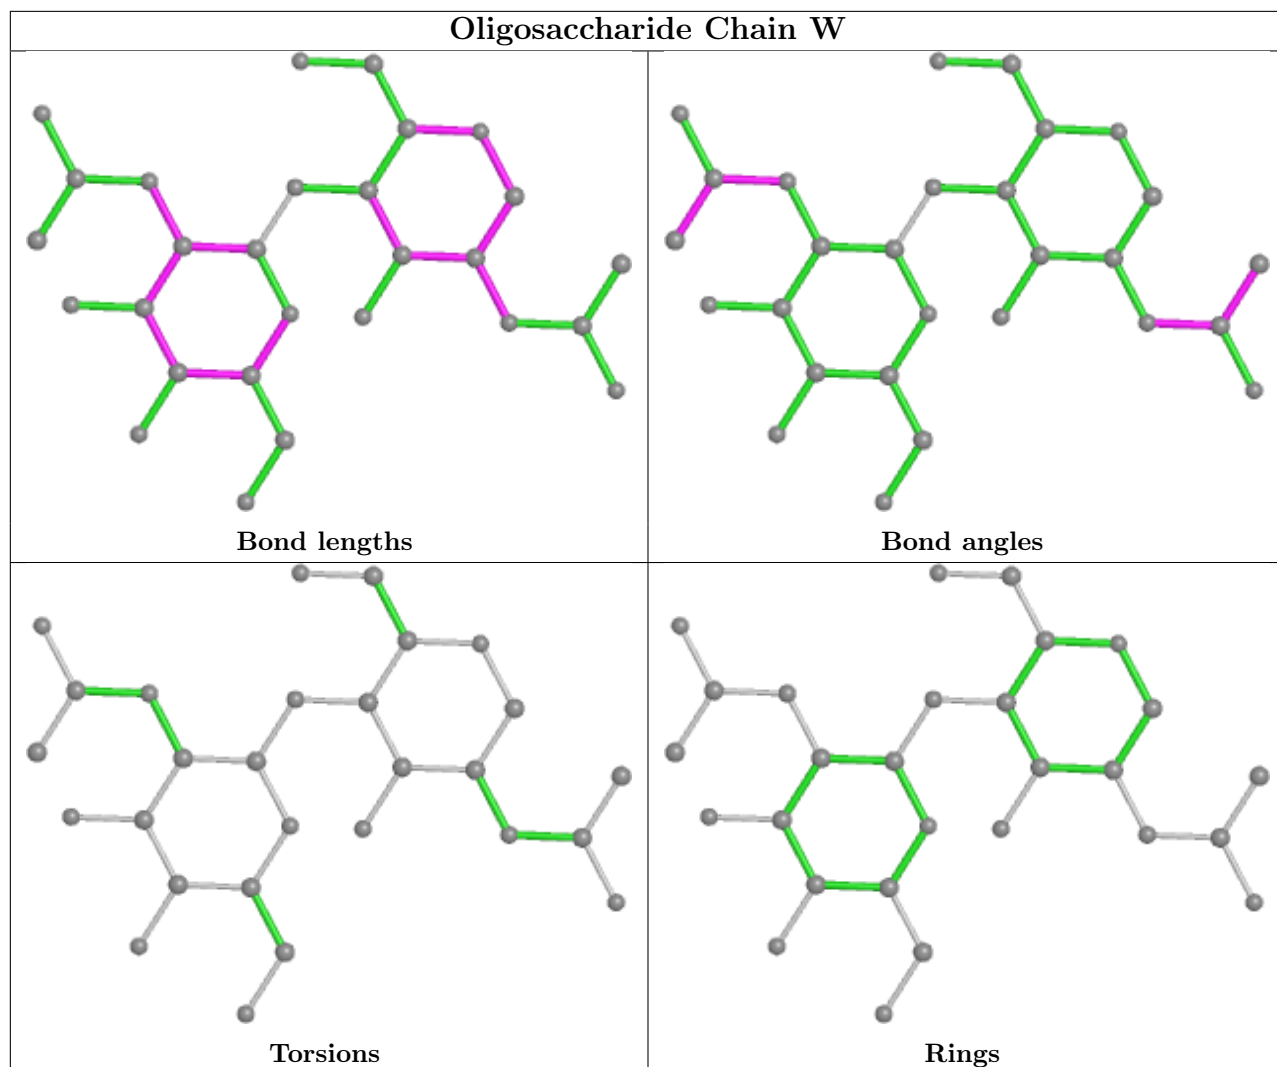 Oligosaccharide Chain W
Bond lengths
Bond angles
Torsions
Rings